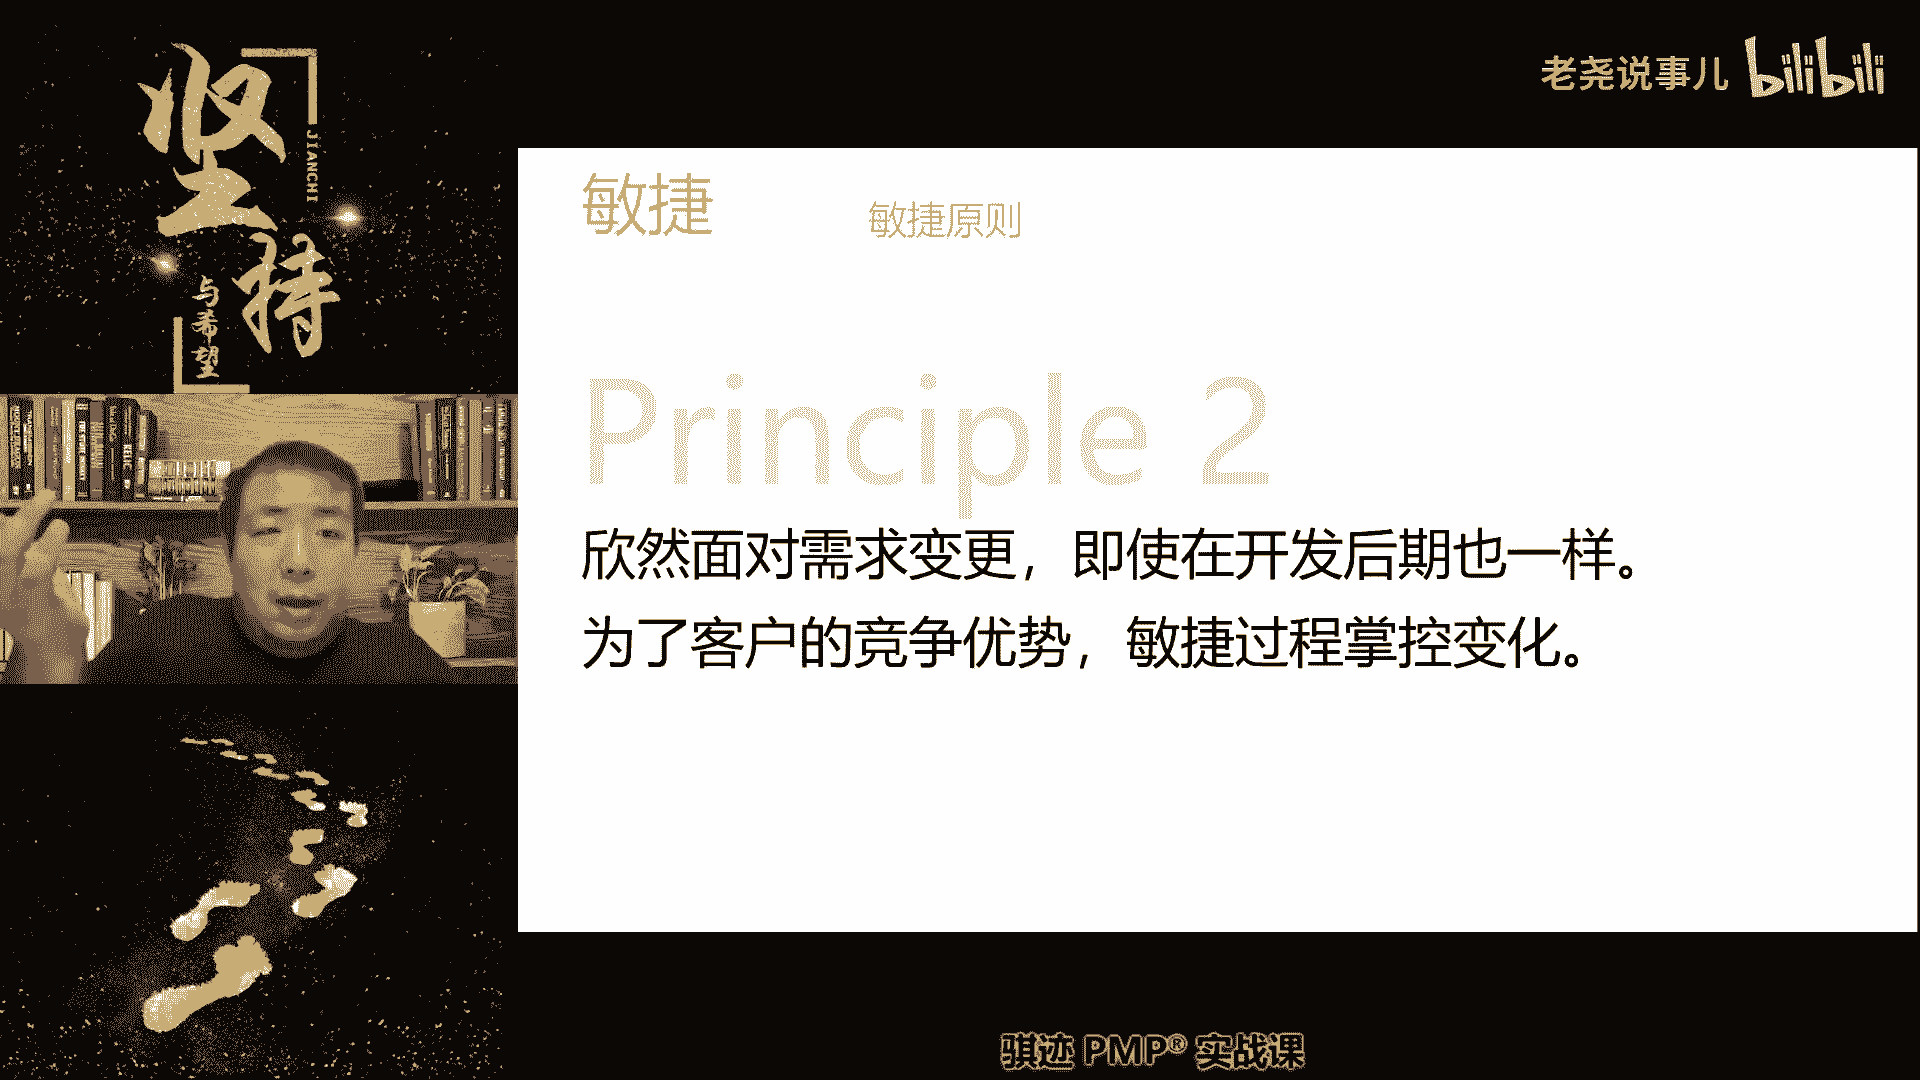 坚持
JIANCHI
与希望
老尧说事儿 bilibili
敏捷
敏捷原则
Principle 2
欣然面对需求变更，即使在开发后期也一样。
为了客户的竞争优势，敏捷过程掌控变化。
骐迹 PMP® 实战课